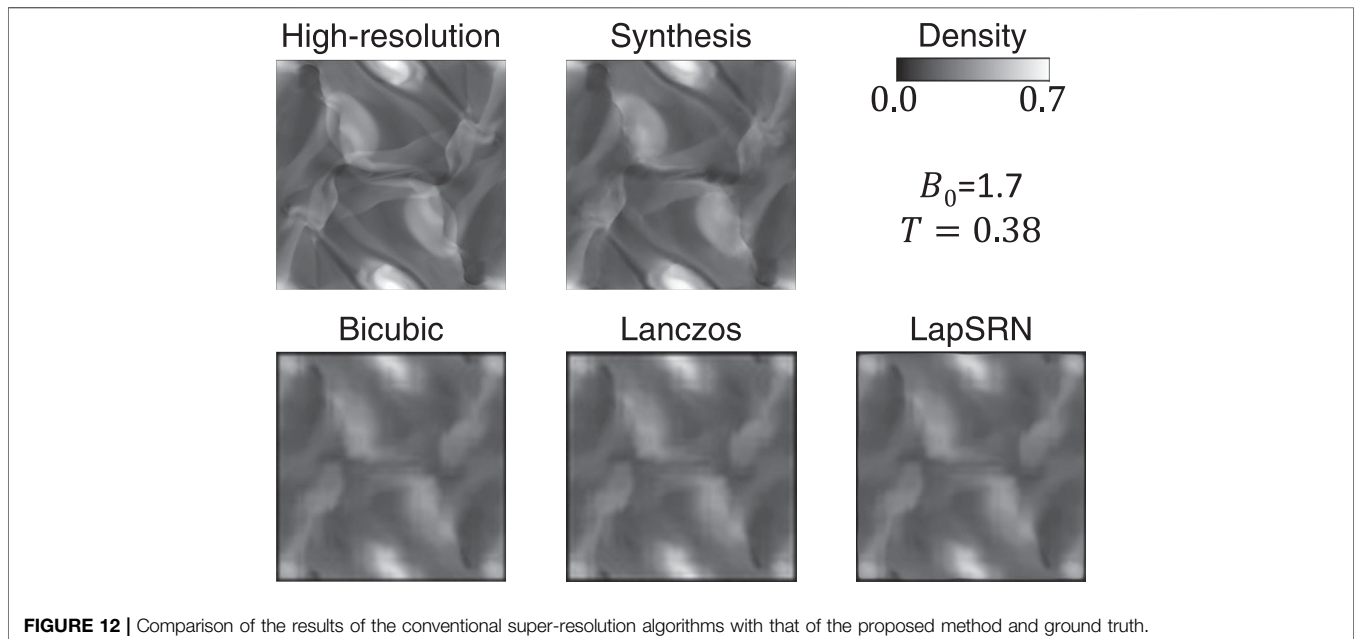 High-resolution Synthesis Density
0.0 0.7
B₀=1.7
T = 0.38
Bicubic Lanczos LapSRN
FIGURE 12 | Comparison of the results of the conventional super-resolution algorithms with that of the proposed method and ground truth.